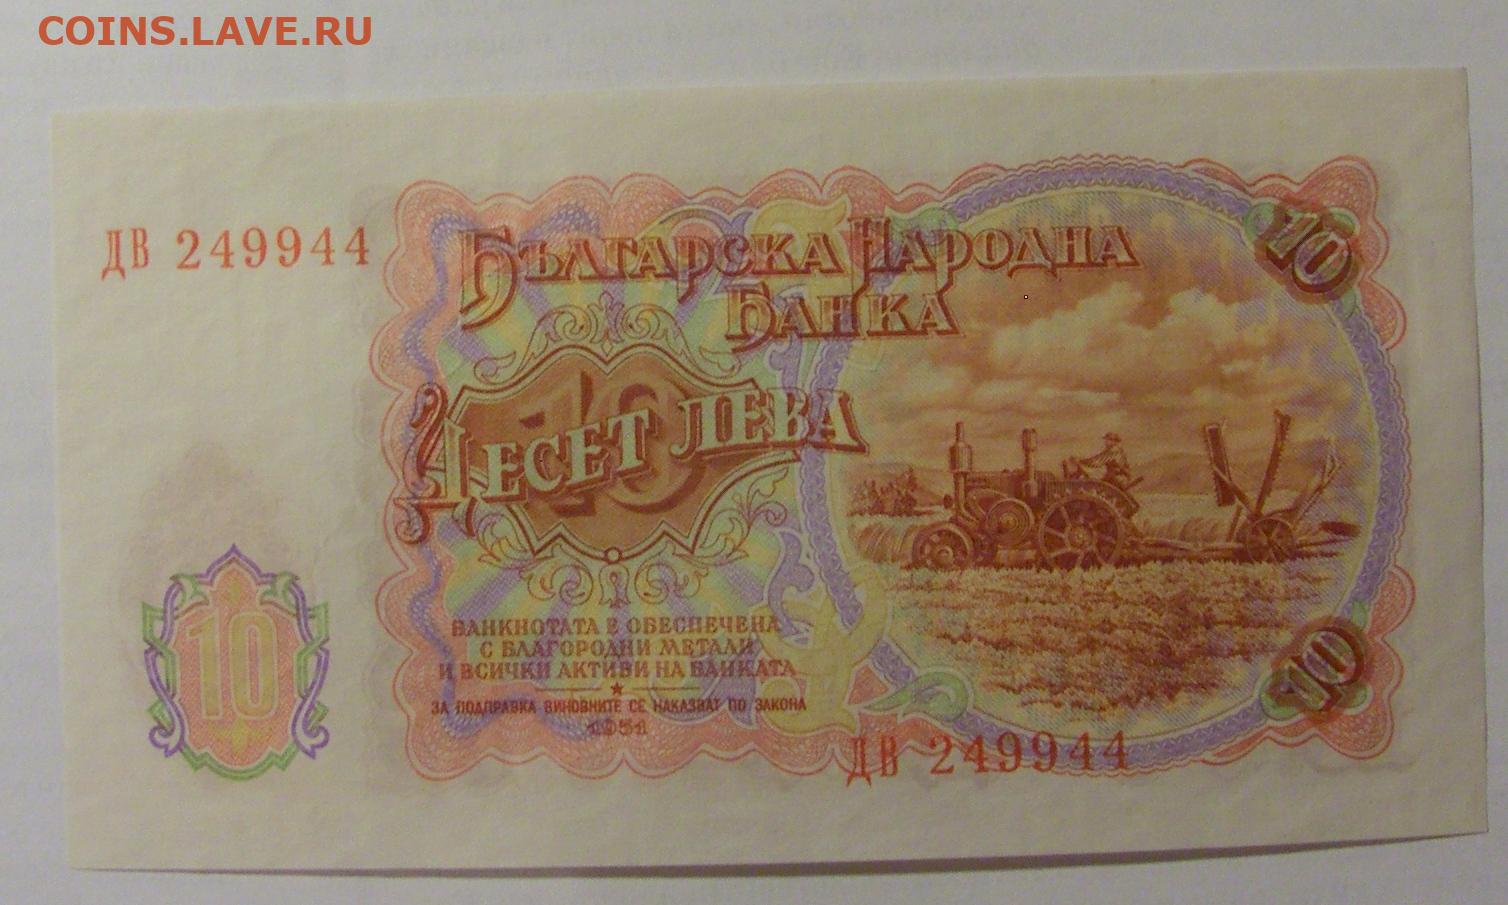 COINS.LAVE.RU
ДВ 249944
БЪЛГАРСКА НАРОДНА
БАНКА
10
10
ДЕСЕТ ЛЕВА
10
БАНКНОТАТА Е ОБЕСПЕЧЕНА
С БЛАГОРОДНИ МЕТАЛИ
И ВСИЧКИ АКТИВИ НА БАНКАТА
ЗА ПОДПРАВКА ВИНОВНИТЕ СЕ НАКАЗВАТ ПО ЗАКОНА
1951
10
ДВ 249944